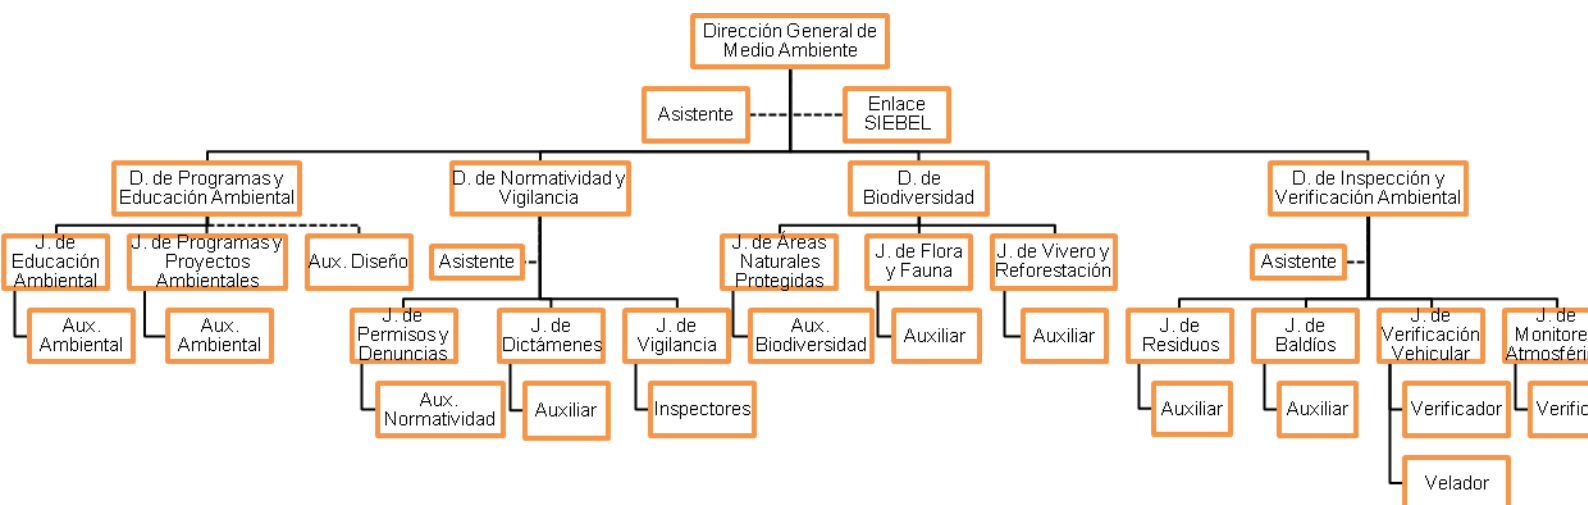 Dirección General de
Medio Ambiente
Asistente
Enlace
SIEBEL
D. de Programas y
Educación Ambiental
D. de Normatividad y
Vigilancia
D. de
Biodiversidad
D. de Inspección y
Verificación Ambiental
J. de
Educación
Ambiental
J. de Programas y
Proyectos
Ambientales
Aux. Diseño
Asistente
J. de Áreas
Naturales
Protegidas
J. de Flora
y Fauna
J. de Vivero y
Reforestación
Asistente
Aux.
Ambiental
Aux.
Ambiental
J. de
Permisos y
Denuncias
J. de
Dictámenes
J. de
Vigilancia
Aux.
Biodiversidad
Auxiliar
Auxiliar
J. de
Residuos
J. de
Baldíos
J. de
Verificación
Vehicular
J. de
Aux.
Normatividad
Auxiliar
Inspectores
Auxiliar
Auxiliar
Verificador
Velador